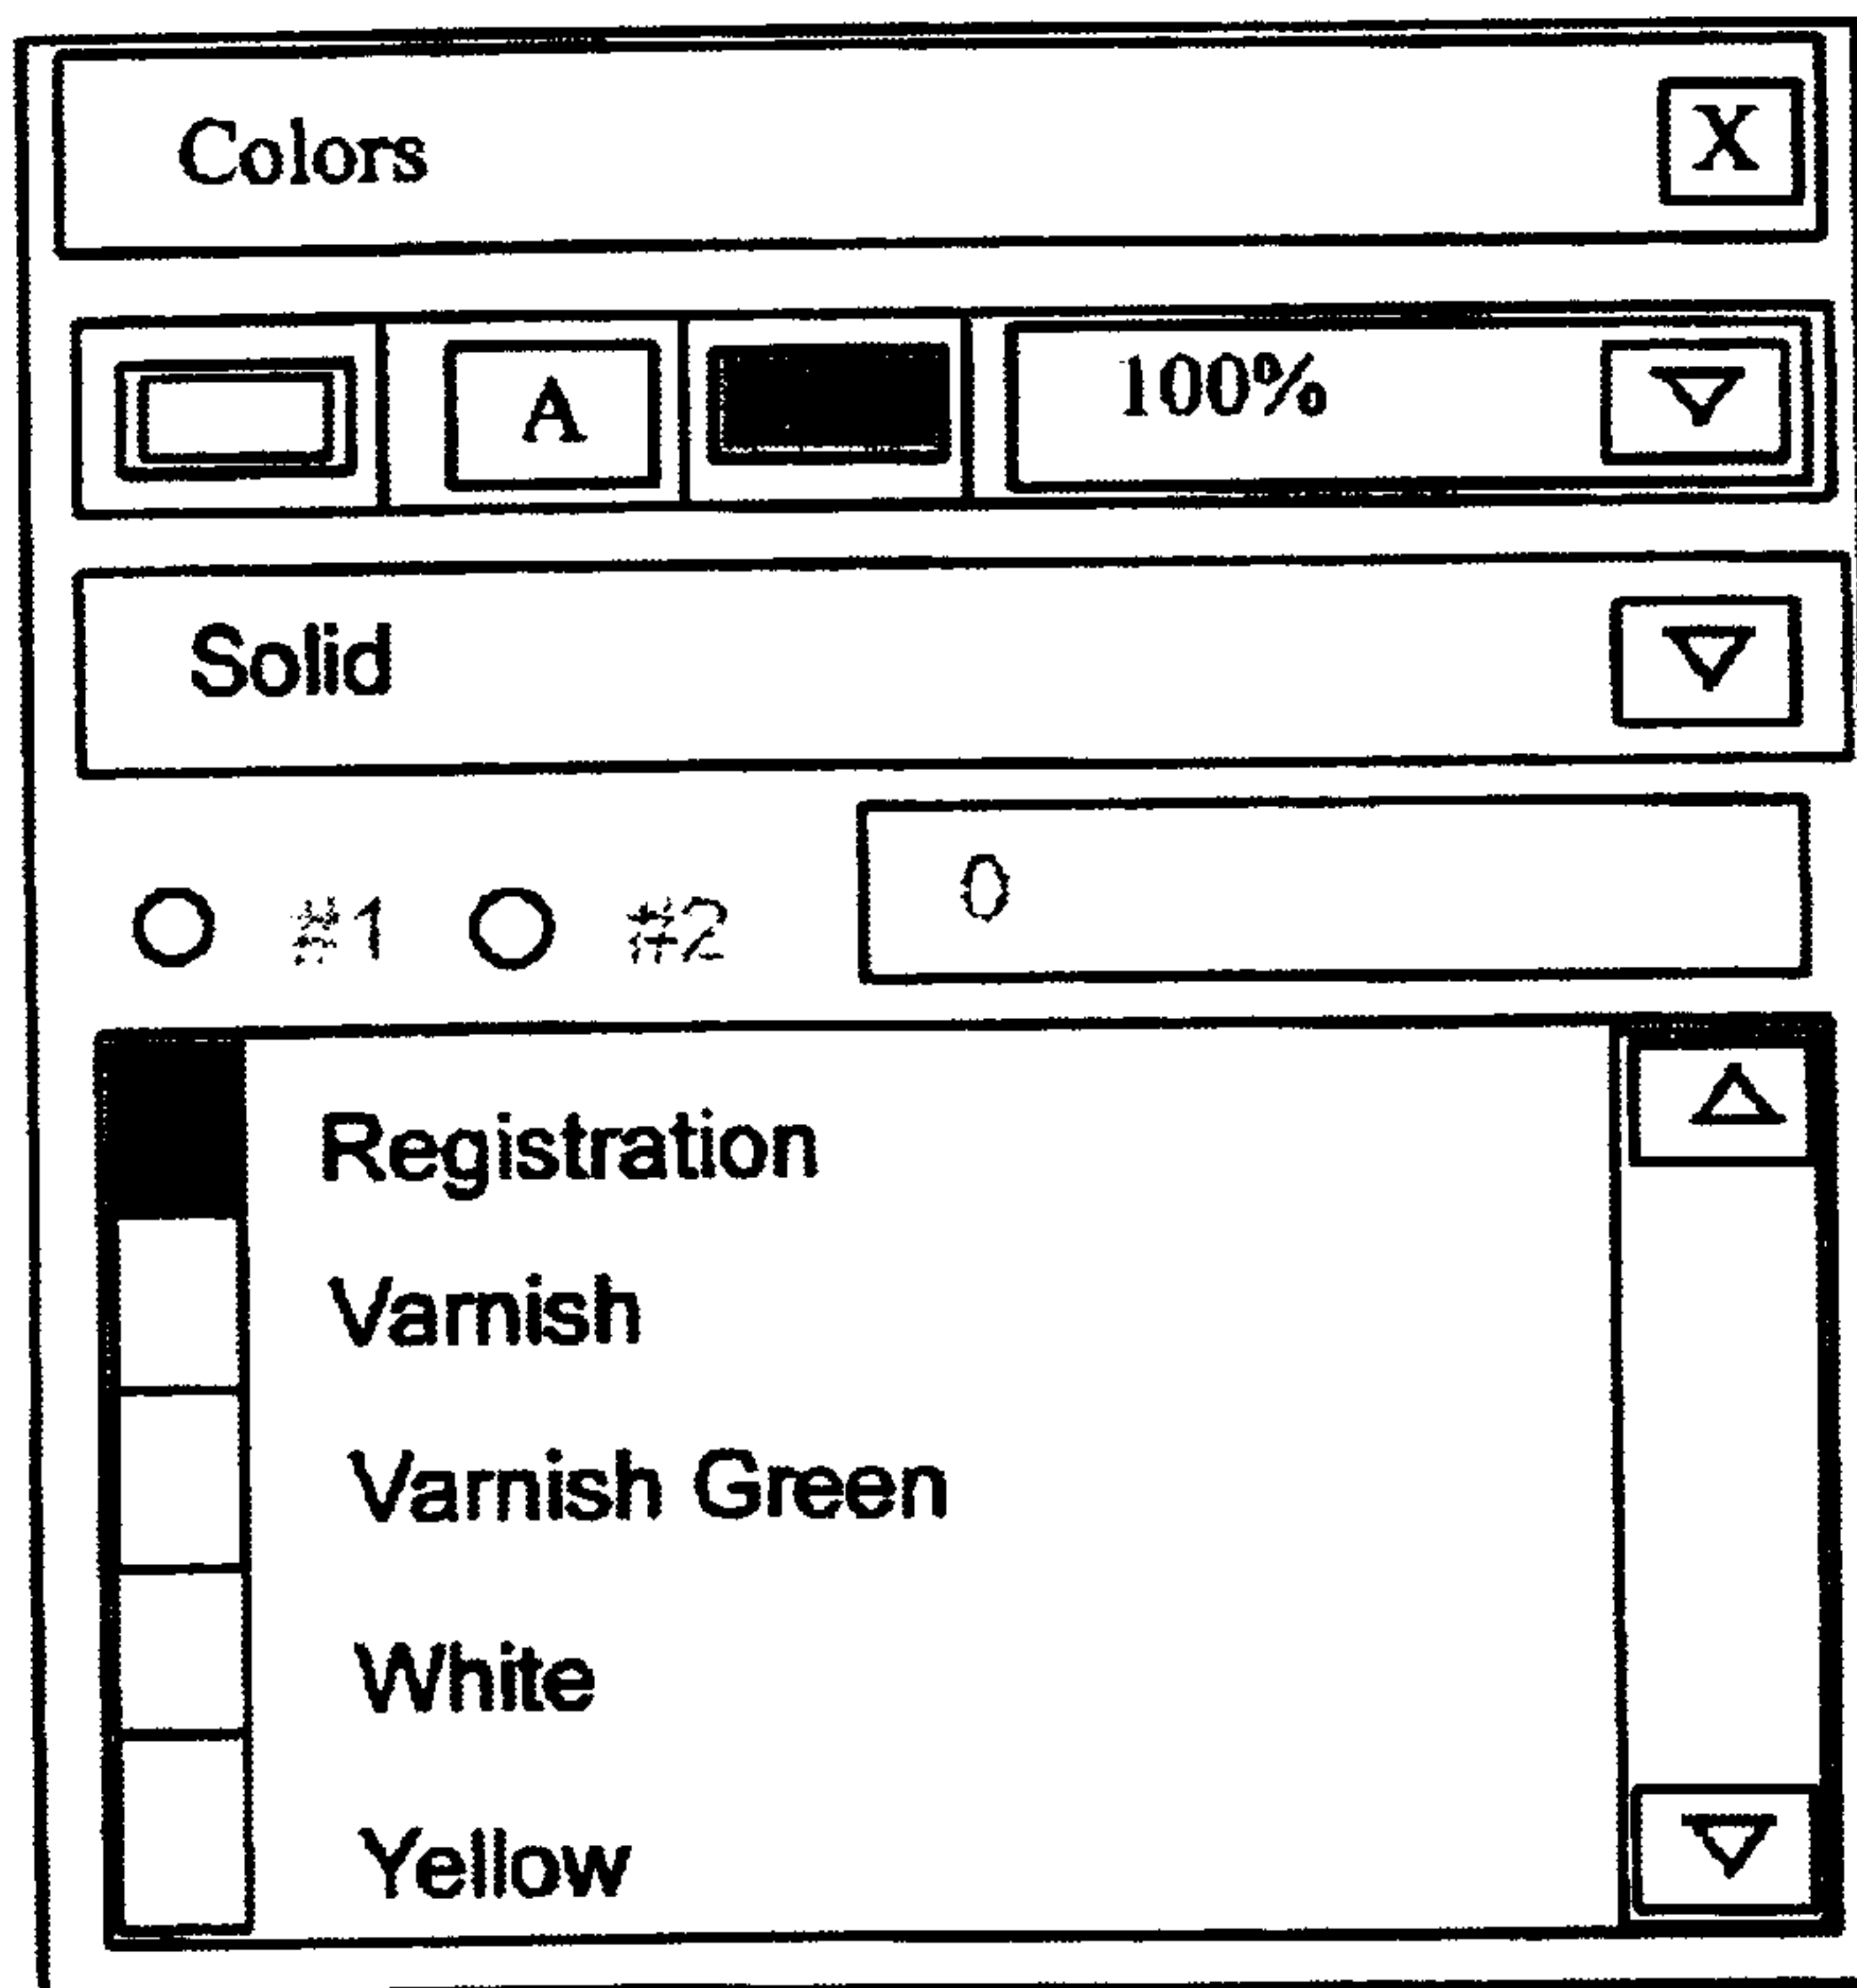 Colors X
A 100%
Solid
#1 #2 0
Registration
Varnish
Varnish Green
White
Yellow